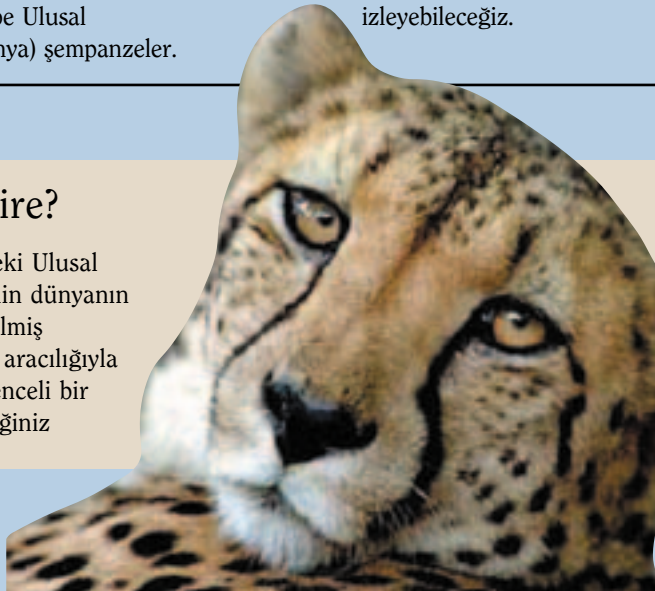 be Ulusal
nya) şempanzeler.
izleyebileceğiz.
ire?
eki Ulusal
in dünyanın
lmiş
aracılığıyla
enceli bir
ğiniz